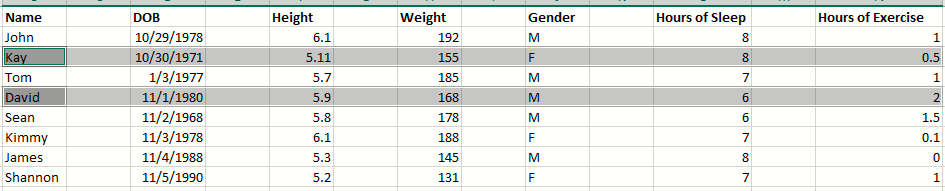 Name DOB Height Weight Gender Hours of Sleep Hours of Exercise
John 10/29/1978 6.1 192 M 8 1
Kay 10/30/1971 5.11 155 F 8 0.5
Tom 1/3/1977 5.7 185 M 7 1
David 11/1/1980 5.9 168 M 6 2
Sean 11/2/1968 5.8 178 M 6 1.5
Kimmy 11/3/1978 6.1 188 F 7 0.1
James 11/4/1988 5.3 145 M 8 0
Shannon 11/5/1990 5.2 131 F 7 1